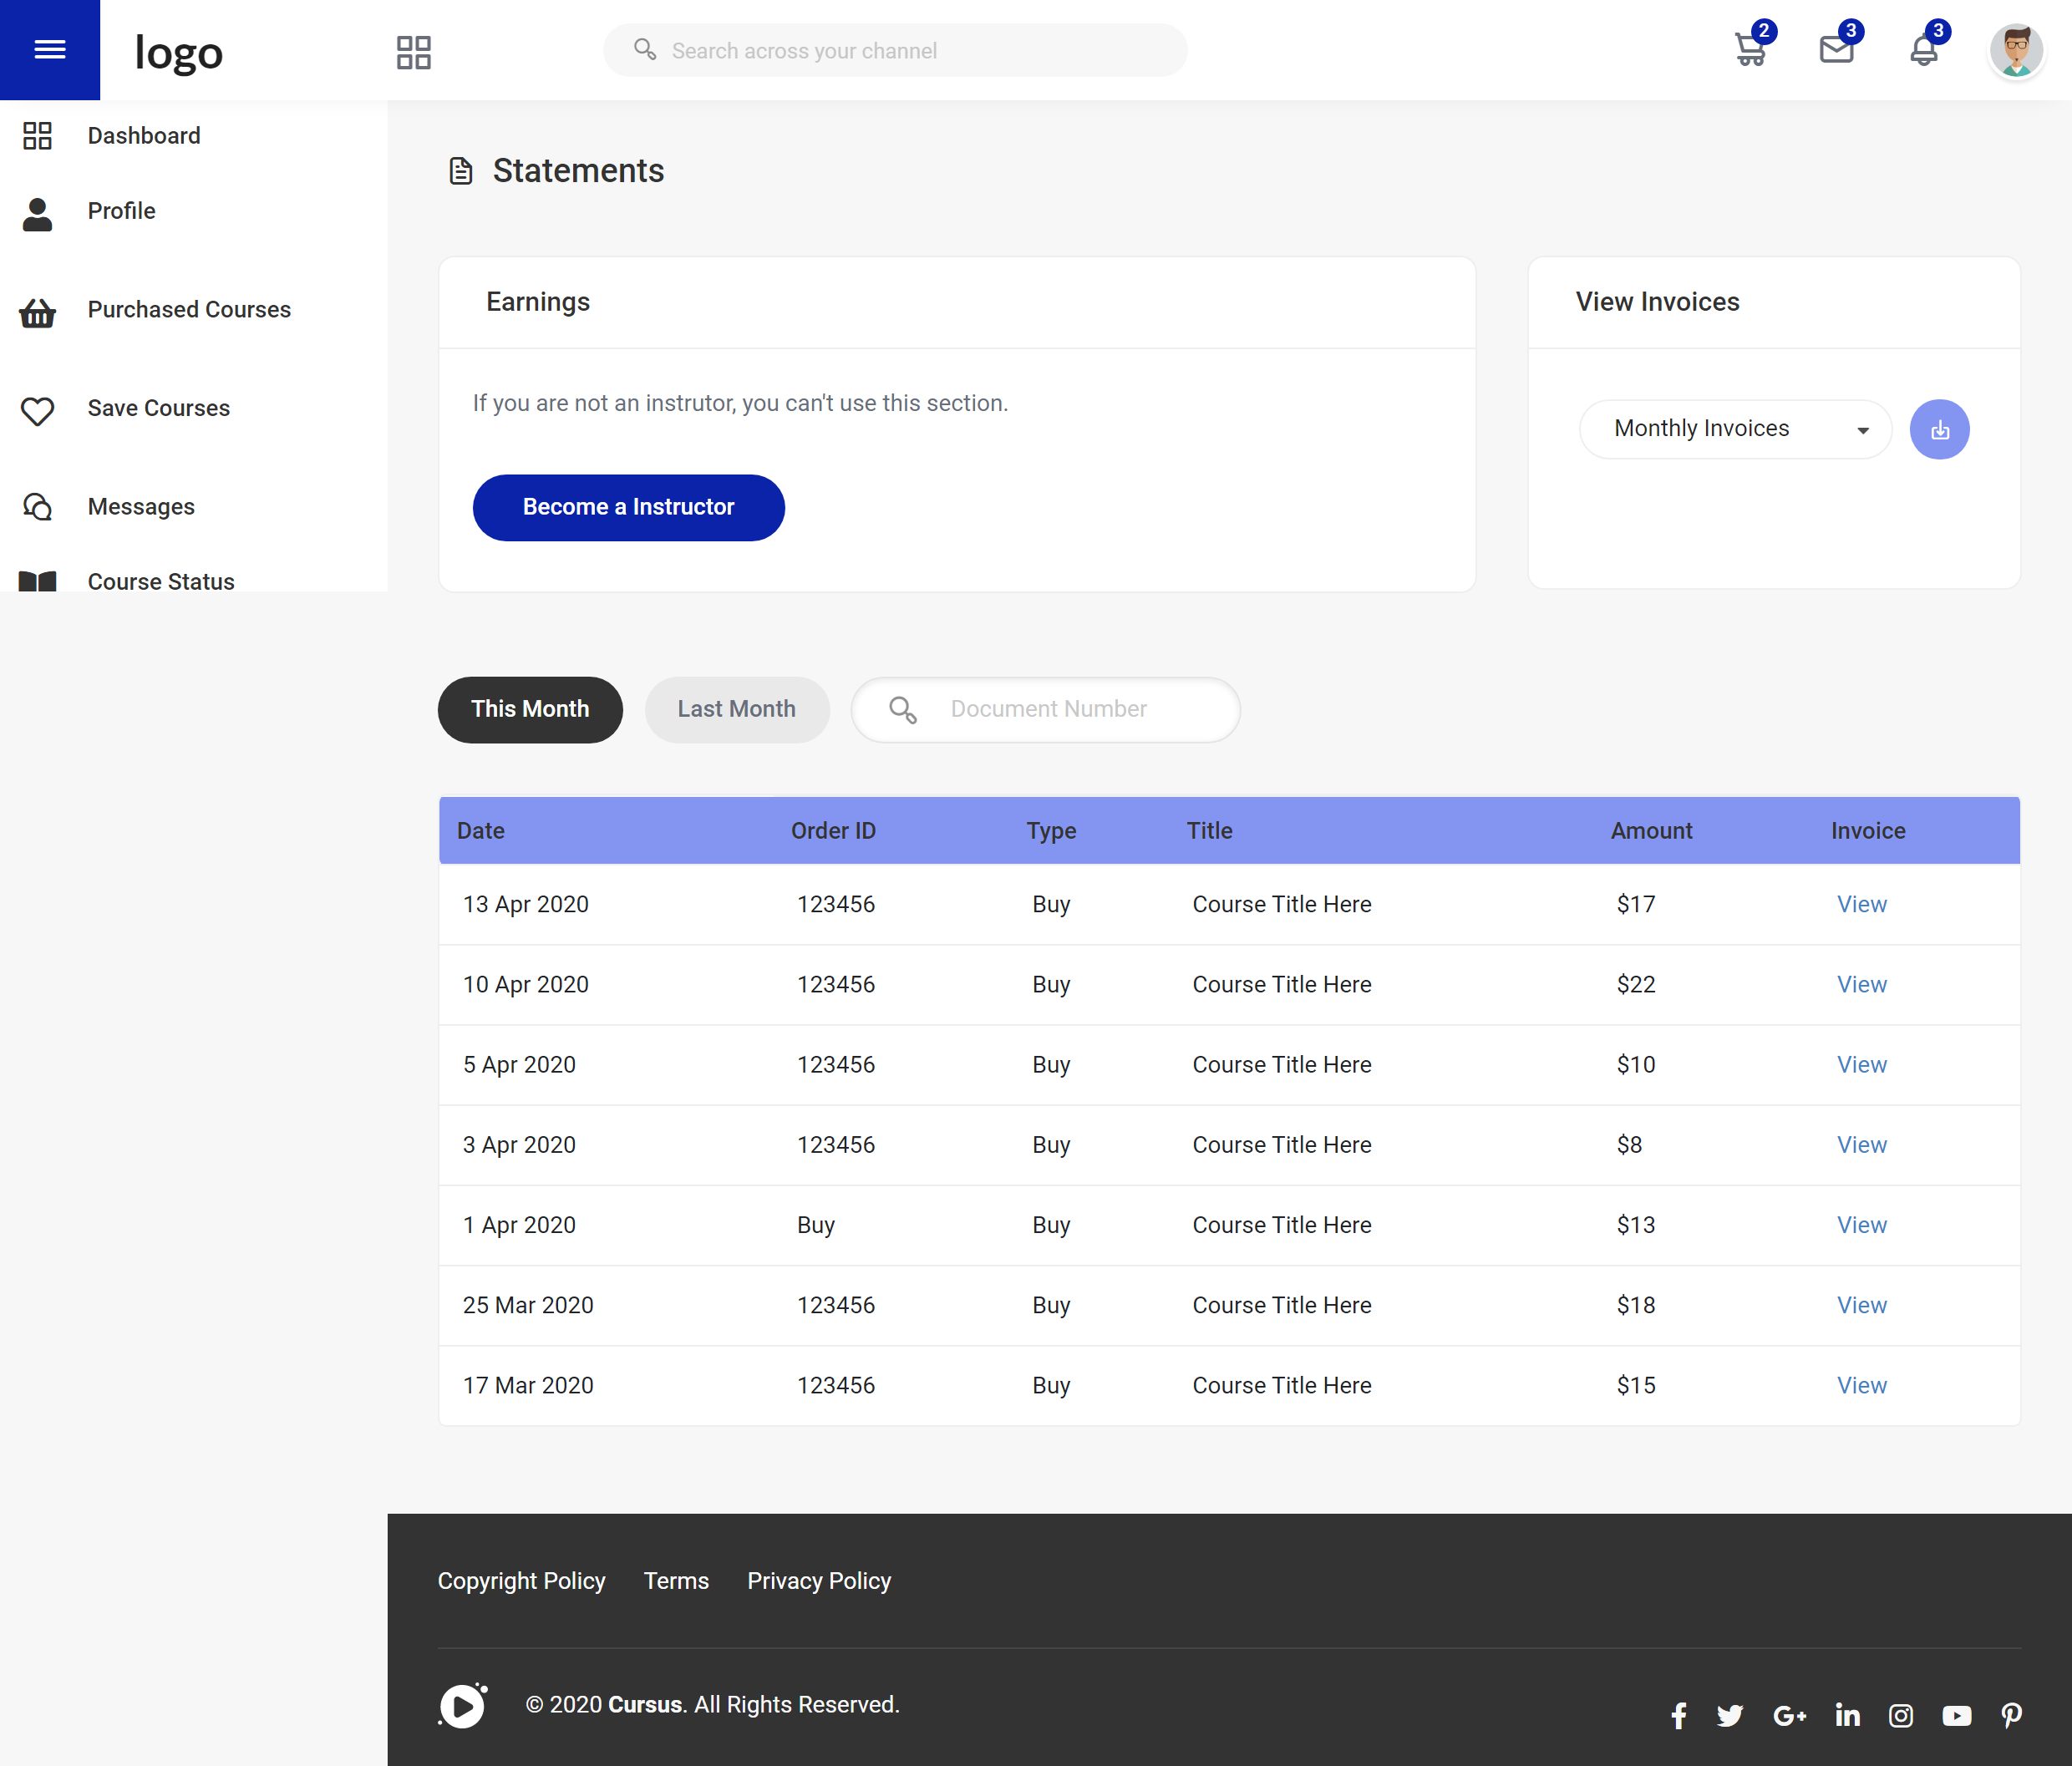 logo
Search across your channel
2
3
3
Dashboard
Profile
Purchased Courses
Save Courses
Messages
Course Status
Statements
Earnings
If you are not an instrutor, you can't use this section.
Become a Instructor
View Invoices
Monthly Invoices
This Month
Last Month
Document Number
Date Order ID Type Title Amount Invoice
13 Apr 2020 123456 Buy Course Title Here $17 View
10 Apr 2020 123456 Buy Course Title Here $22 View
5 Apr 2020 123456 Buy Course Title Here $10 View
3 Apr 2020 123456 Buy Course Title Here $8 View
1 Apr 2020 Buy Buy Course Title Here $13 View
25 Mar 2020 123456 Buy Course Title Here $18 View
17 Mar 2020 123456 Buy Course Title Here $15 View
Copyright Policy Terms Privacy Policy
© 2020 Cursus. All Rights Reserved.